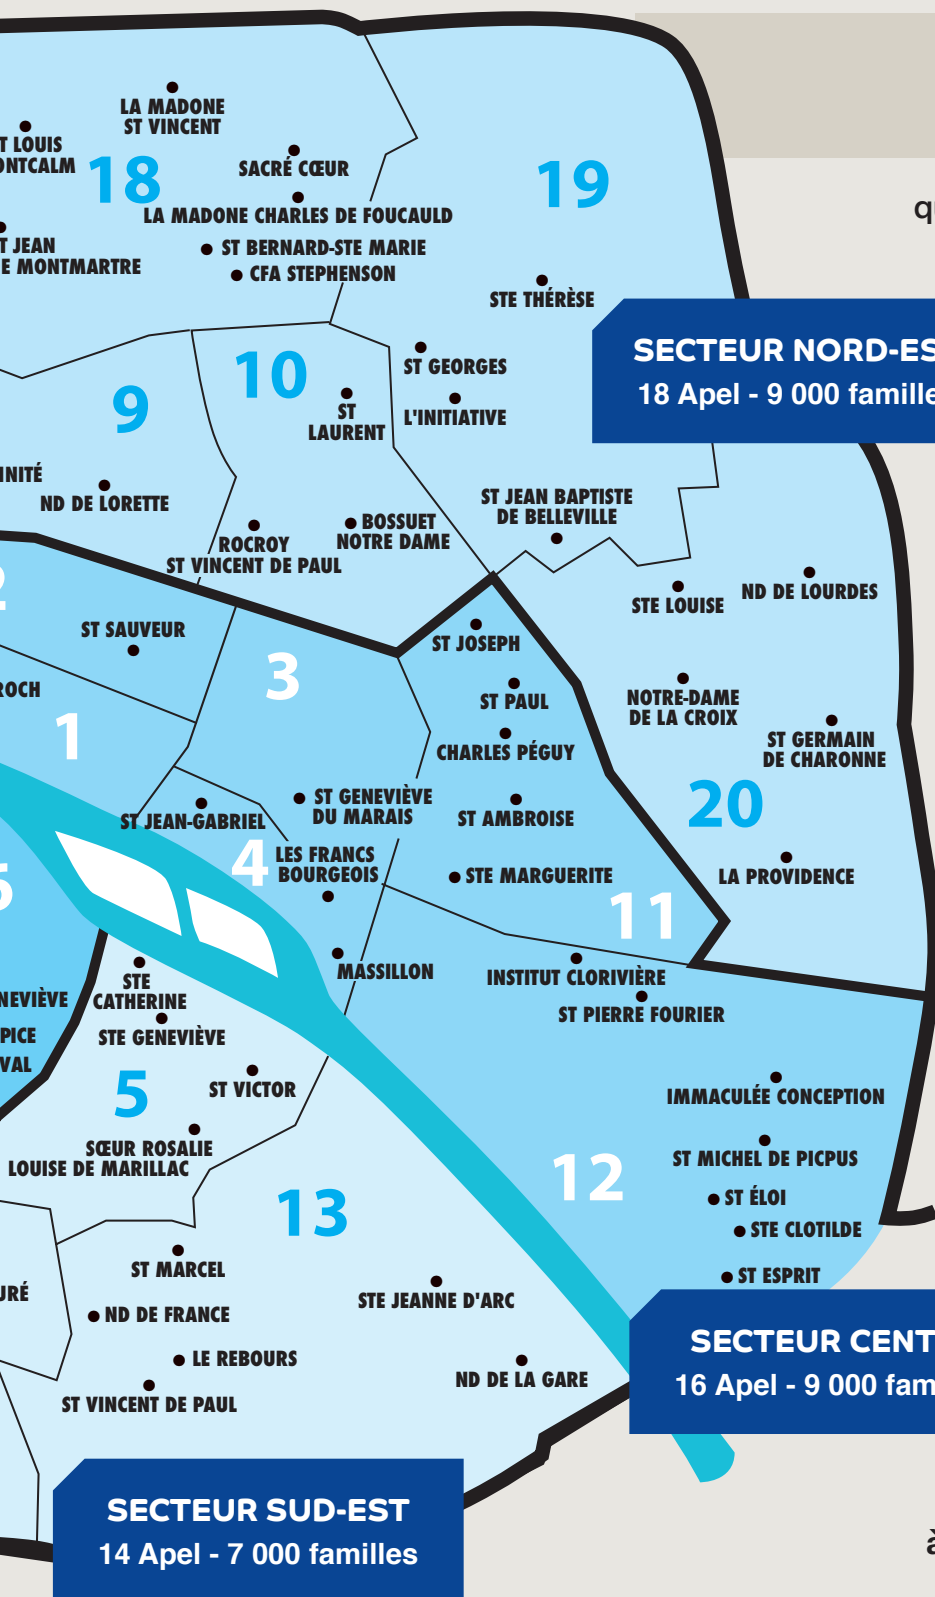 LA MADONE
ST VINCENT
LOUIS
18
SACRÉ CŒUR
19
LA MADONE CHARLES DE FOUCAULD
ST BERNARD-STE MARIE
JEAN
MONTMARTRE
CFA STEPHENSON
STE THÉRÈSE
SECTEUR NORD-ES
18 Apel - 9 000 famille
10
ST GEORGES
9
ST
LAURENT
L'INITIATIVE
ND DE LORETTE
ST JEAN BAPTISTE
DE BELLEVILLE
BOSSUET
NOTRE DAME
ROCROY
ST VINCENT DE PAUL
STE LOUISE
ND DE LOURDES
2
ST SAUVEUR
ST JOSEPH
3
ROCH
ST PAUL
NOTRE-DAME
DE LA CROIX
1
CHARLES PÉGUY
ST GERMAIN
DE CHARONNE
ST GENEVIÈVE
DU MARAIS
ST JEAN-GABRIEL
ST AMBROISE
20
4
LES FRANCS
BOURGEOIS
STE MARGUERITE
LA PROVIDENCE
11
MASSILLON
INSTITUT CLORIVIÈRE
STE
CATHERINE
NEVIÈVE
ST PIERRE FOURIER
STE GENEVIÈVE
PICE
VAL
5
ST VICTOR
IMMACULÉE CONCEPTION
SŒUR ROSALIE
LOUISE DE MARILLAC
ST MICHEL DE PICPUS
12
ST ÉLOI
13
STE CLOTILDE
ST MARCEL
ST ESPRIT
URÉ
STE JEANNE D'ARC
ND DE FRANCE
SECTEUR CENT
16 Apel - 9 000 fam
LE REBOURS
ND DE LA GARE
ST VINCENT DE PAUL
SECTEUR SUD-EST
14 Apel - 7 000 familles
à